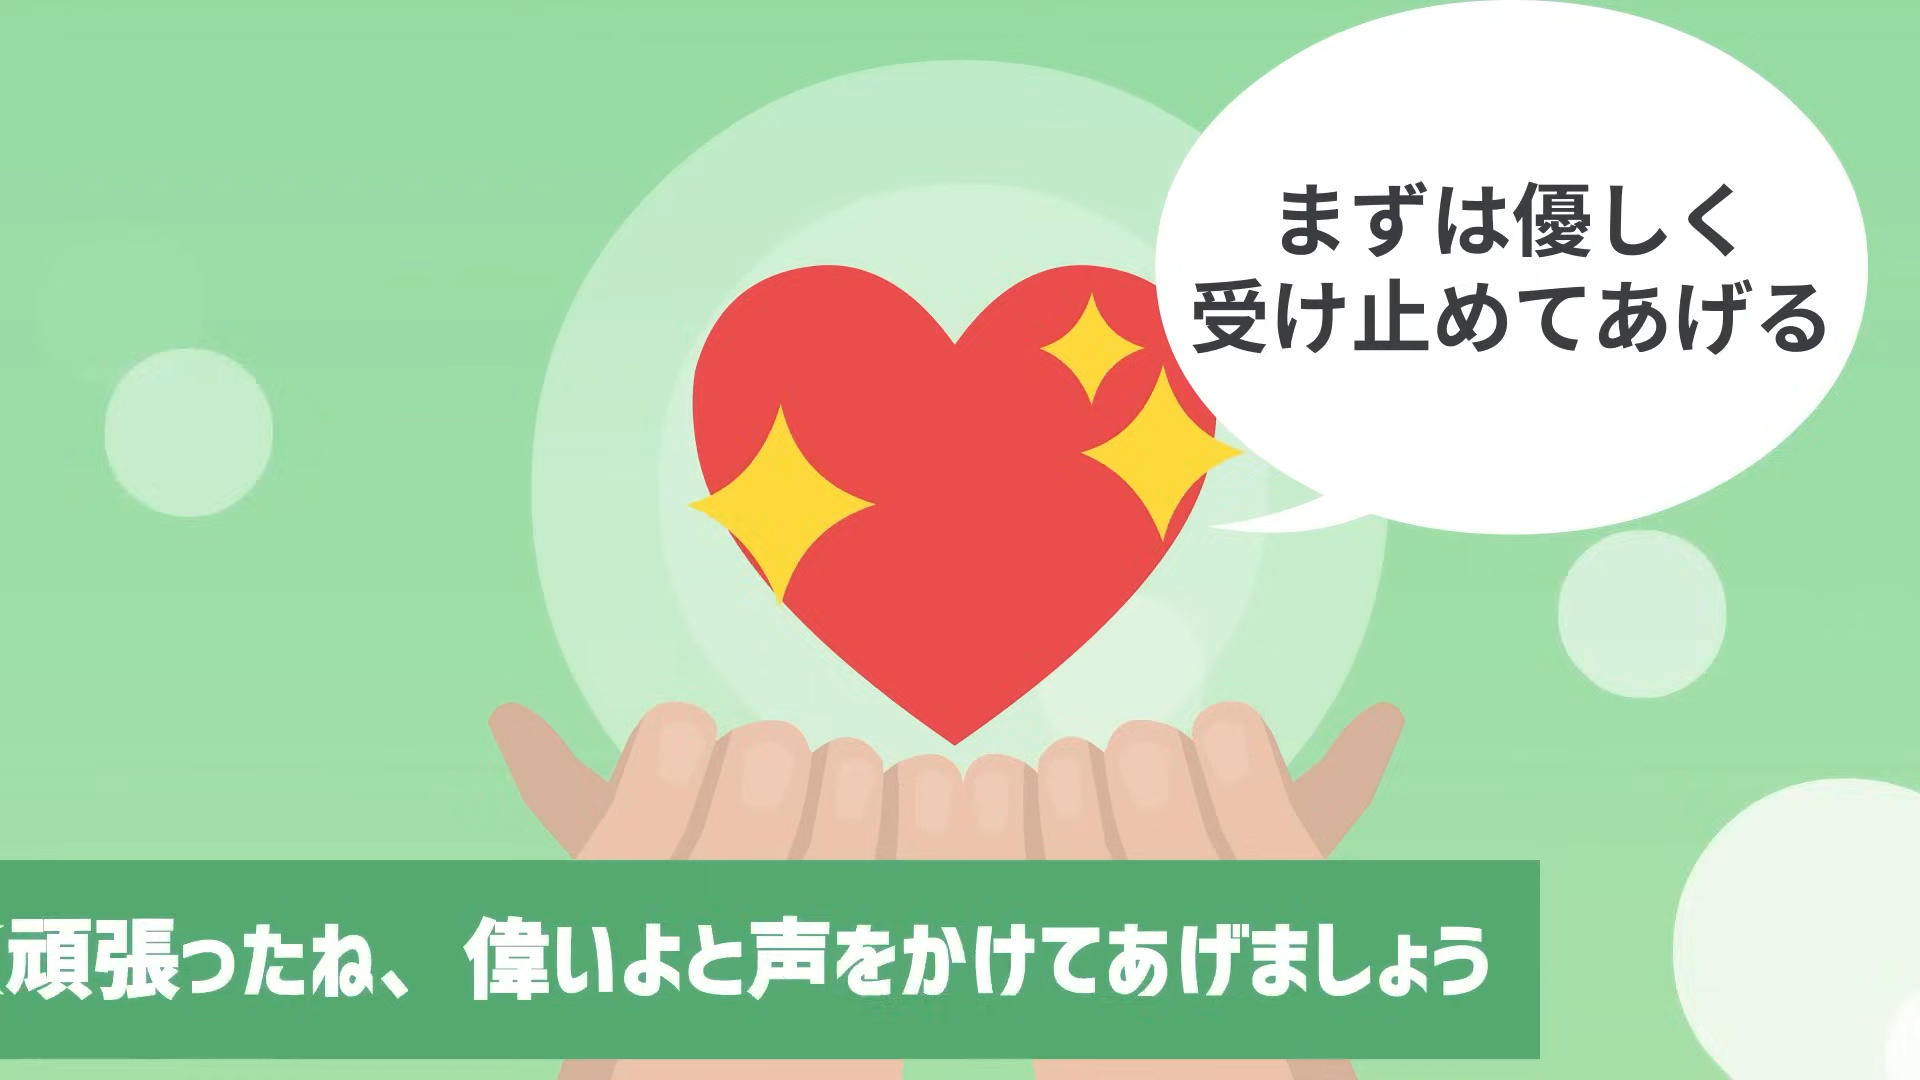 まずは優しく
受け止めてあげる
頑張ったね、偉いよと声をかけてあげましょう